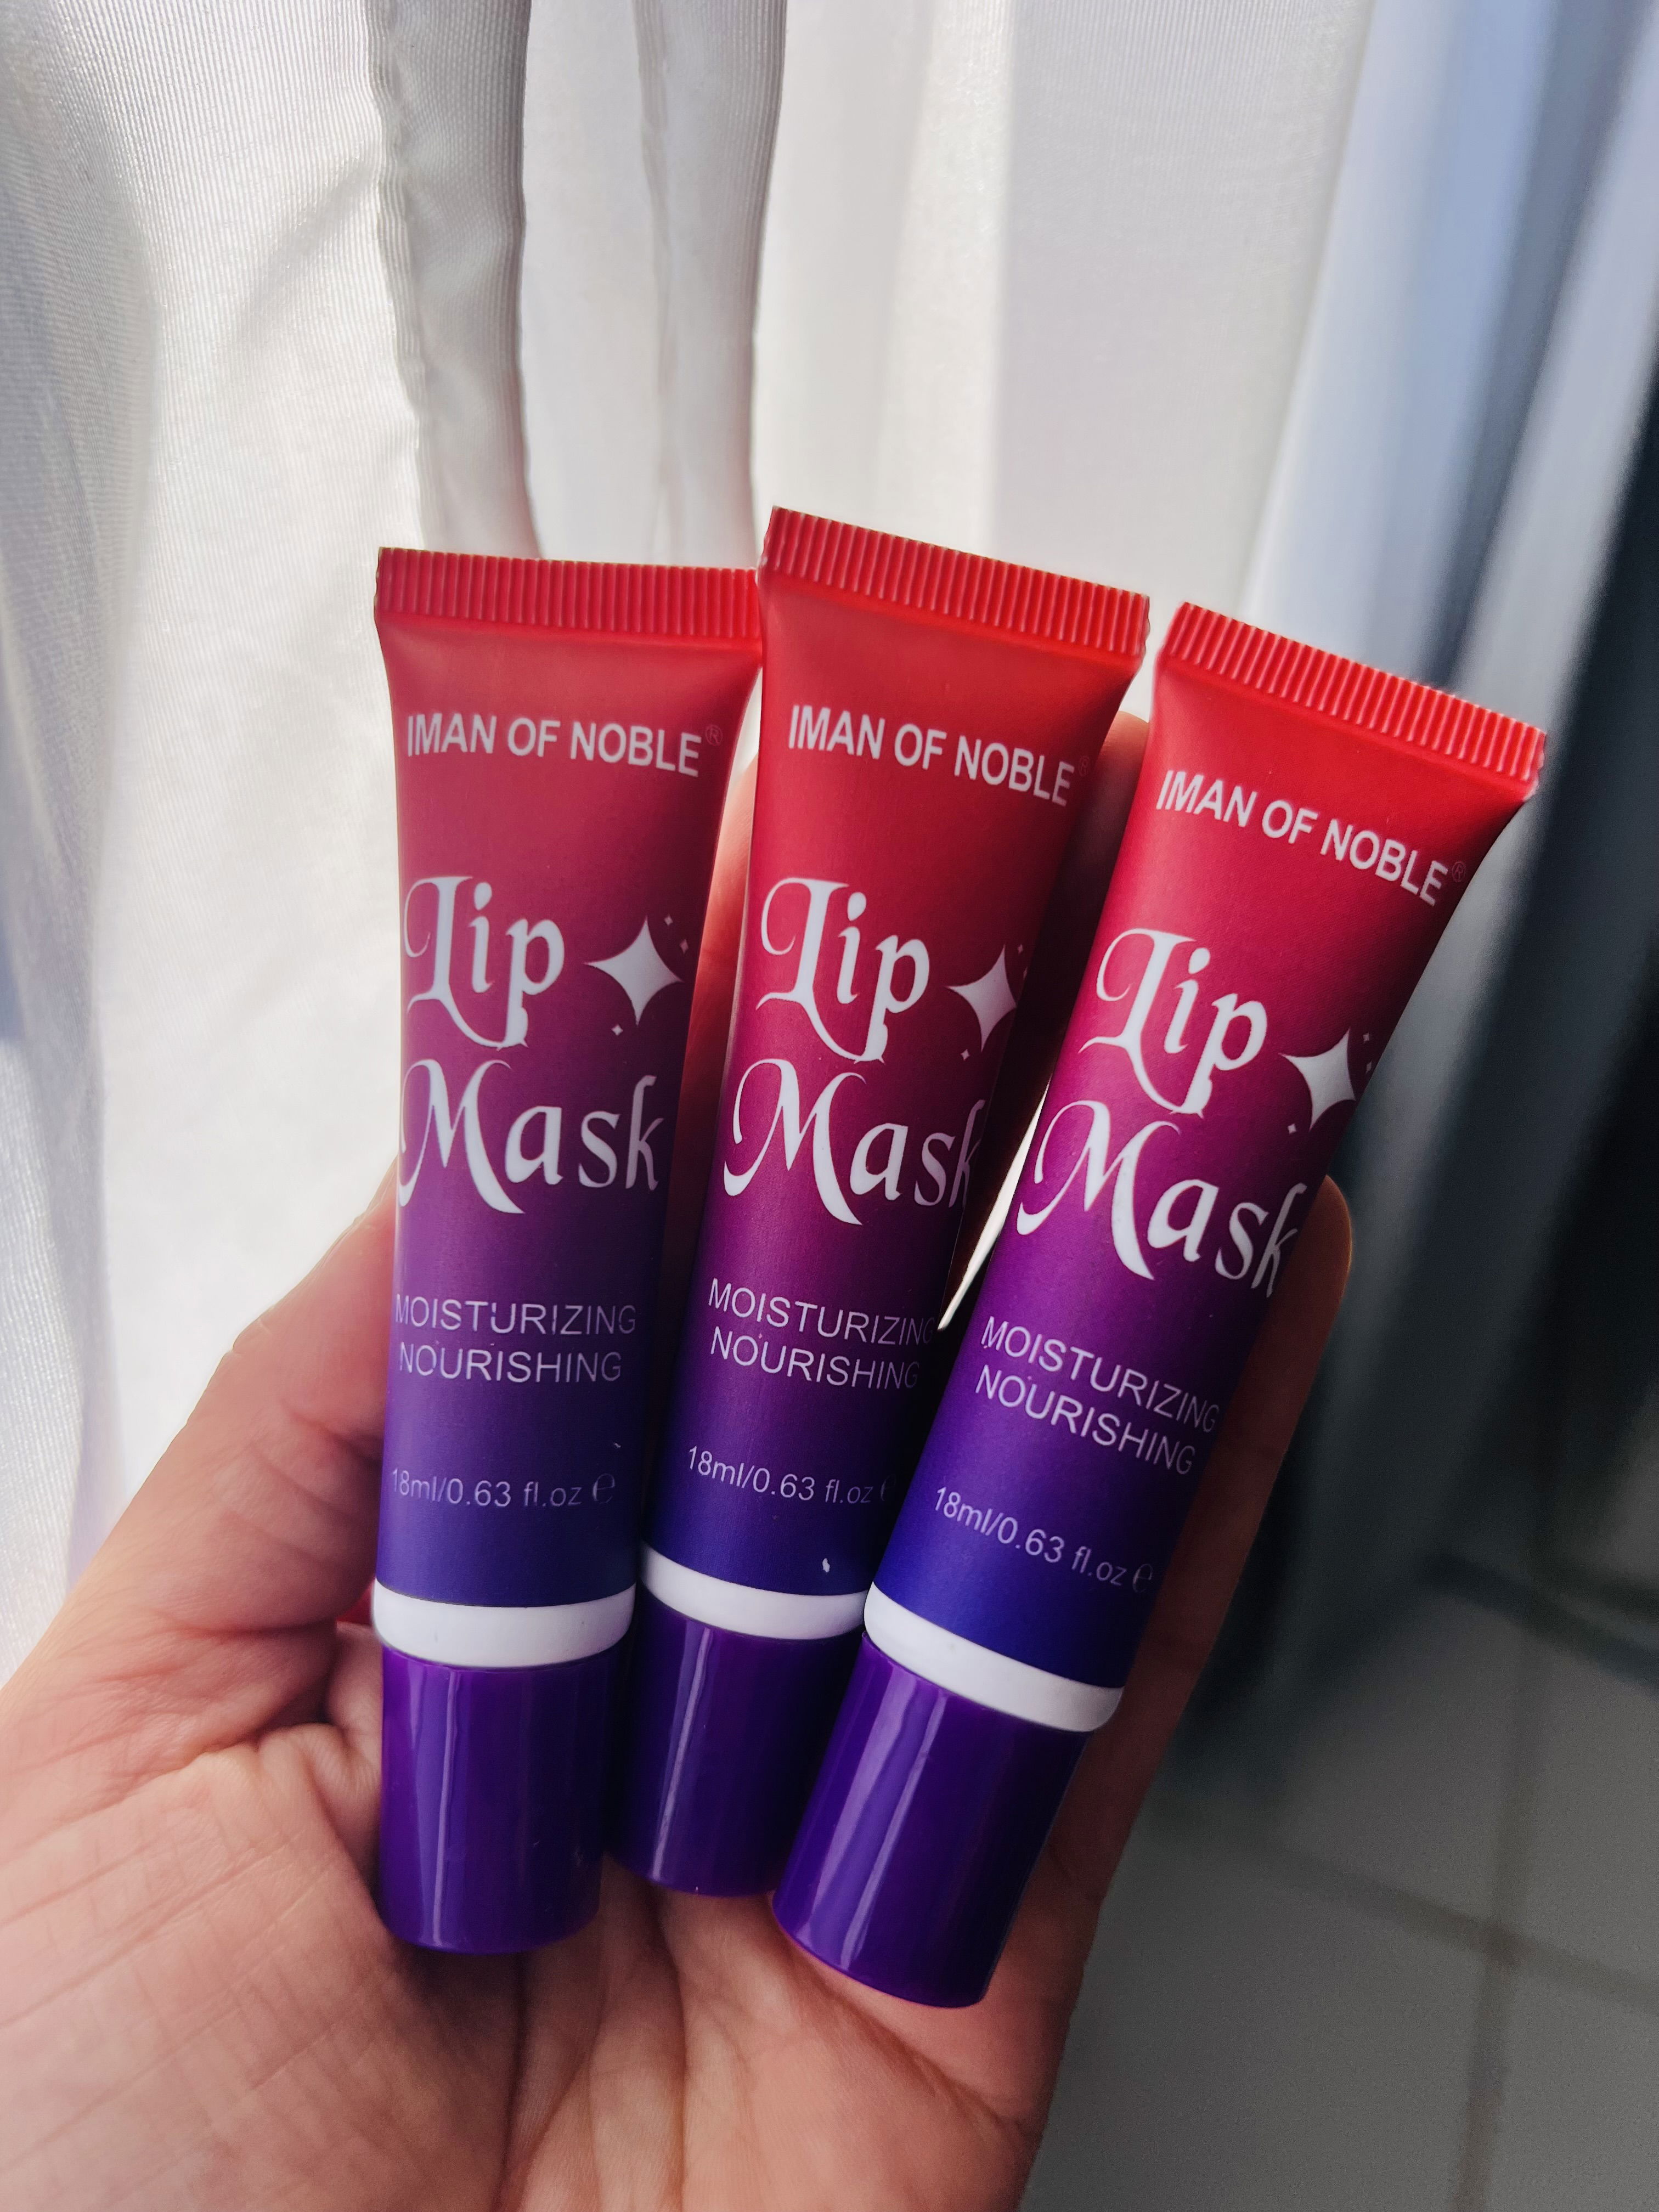 IMAN OF NOBLE®
Lip
Mask
MOISTURIZING
NOURISHING
18ml/0.63 fl.oz ℮
IMAN OF NOBLE®
Lip
Mask
MOISTURIZING
NOURISHING
18ml/0.63 fl.oz ℮
IMAN OF NOBLE®
Lip
Mask
MOISTURIZING
NOURISHING
18ml/0.63 fl.oz ℮